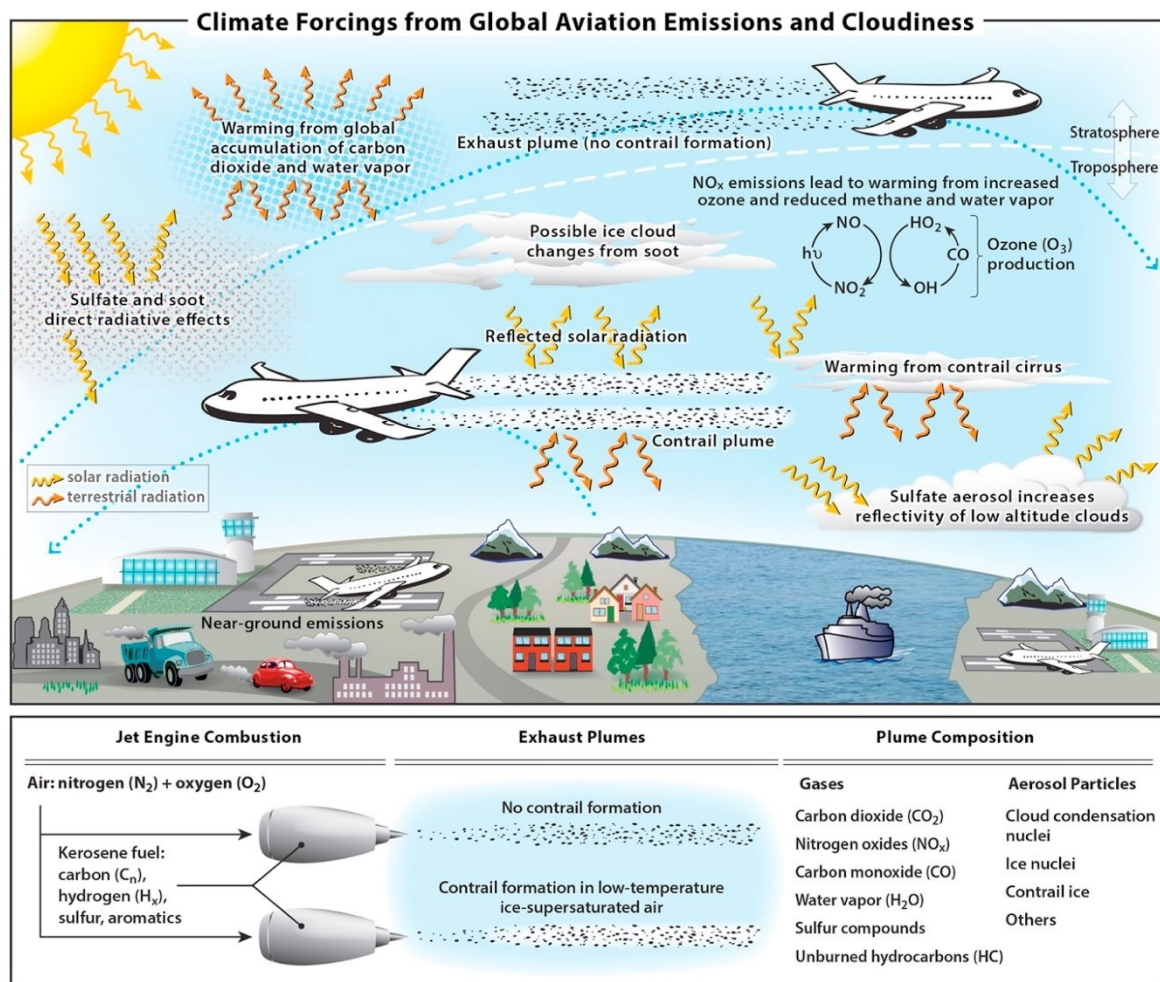 Climate Forcings from Global Aviation Emissions and Cloudiness
Warming from global
accumulation of carbon
dioxide and water vapor
Exhaust plume (no contrail formation)
Stratosphere
Troposphere
NOₓ emissions lead to warming from increased
ozone and reduced methane and water vapor
NO
HO₂
hυ
CO
NO₂
OH
Ozone (O₃)
production
Possible ice cloud
changes from soot
Sulfate and soot
direct radiative effects
Reflected solar radiation
Warming from contrail cirrus
Contrail plume
solar radiation
terrestrial radiation
Sulfate aerosol increases
reflectivity of low altitude clouds
Near-ground emissions
Jet Engine Combustion
Air: nitrogen (N₂) + oxygen (O₂)
Kerosene fuel:
carbon (Cₙ),
hydrogen (Hₓ),
sulfur, aromatics
Exhaust Plumes
No contrail formation
Contrail formation in low-temperature
ice-supersaturated air
Plume Composition
Gases
Carbon dioxide (CO₂)
Nitrogen oxides (NOₓ)
Carbon monoxide (CO)
Water vapor (H₂O)
Sulfur compounds
Unburned hydrocarbons (HC)
Aerosol Particles
Cloud condensation
nuclei
Ice nuclei
Contrail ice
Others